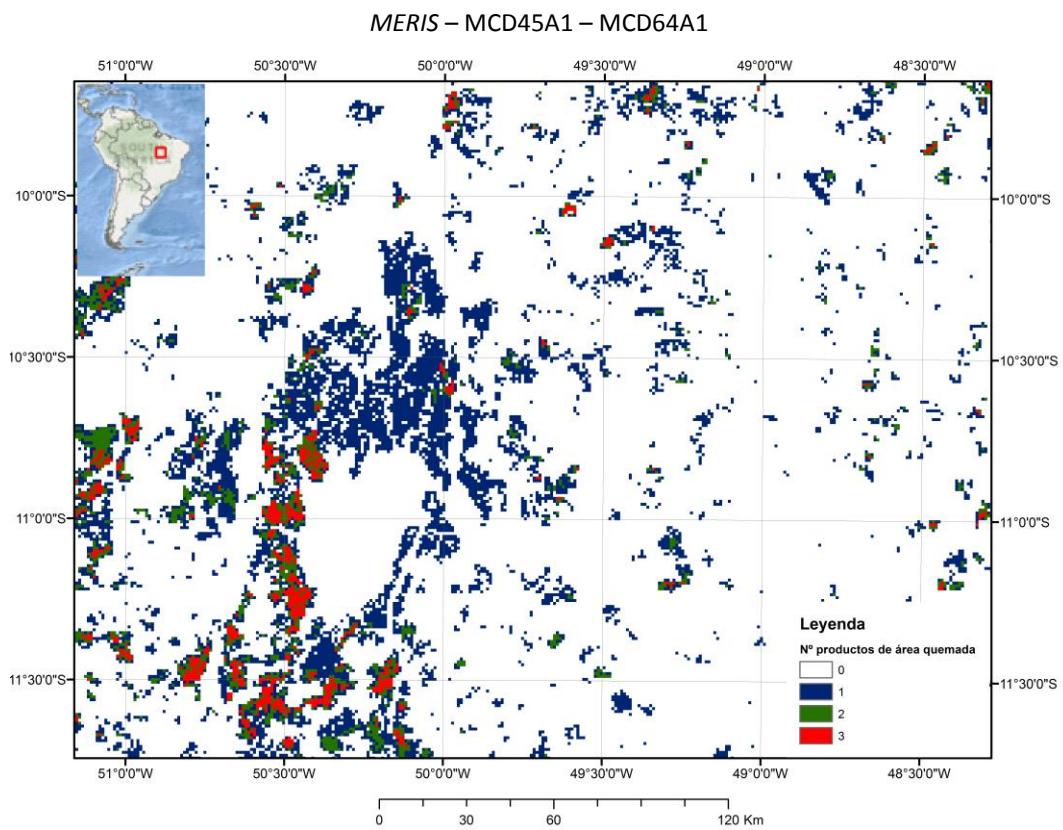 MERIS – MCD45A1 – MCD64A1
51°0'0"W 50°30'0"W 50°0'0"W 49°30'0"W 49°0'0"W 48°30'0"W
SOUTH
AMERICA
10°0'0"S 10°0'0"S
10°30'0"S 10°30'0"S
11°0'0"S 11°0'0"S
Leyenda
Nº productos de área quemada
0
1
2
3
11°30'0"S 11°30'0"S
51°0'0"W 50°30'0"W 50°0'0"W 49°30'0"W 49°0'0"W 48°30'0"W
0 30 60 120 Km